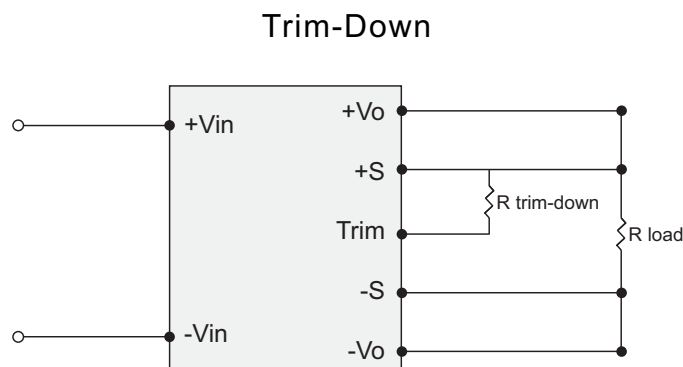 Trim-Down
+Vo
+Vin
+S
R trim-down
Trim
R load
-S
-Vin
-Vo